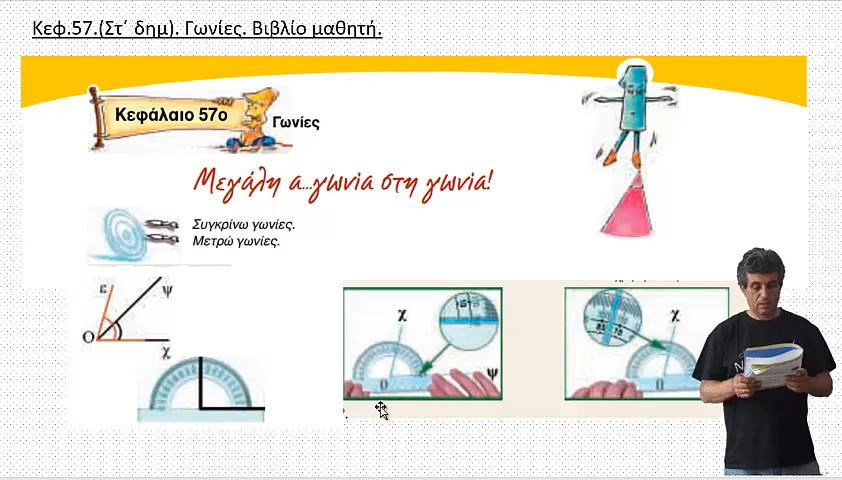 Κεφ.57.(Στ΄ δημ). Γωνίες. Βιβλίο μαθητή.
Κεφάλαιο 57ο
Γωνίες
Μεγάλη α...γωνία στη γωνία!
Συγκρίνω γωνίες.
Μετρώ γωνίες.
ε
ψ
Ο
χ
χ
ψ
0
χ
0